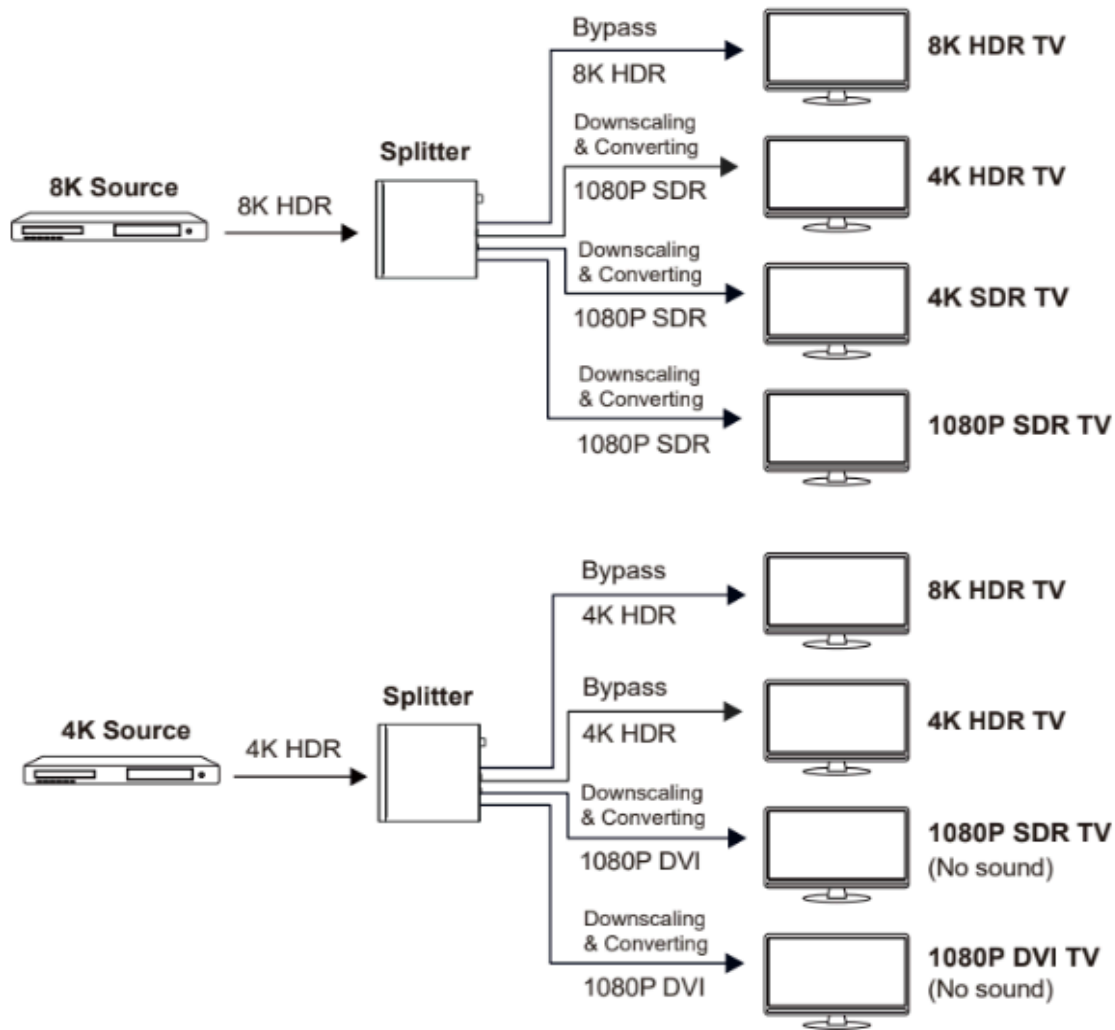 Bypass
8K HDR
8K HDR TV
Downscaling
& Converting
1080P SDR
4K HDR TV
Splitter
8K Source
8K HDR
Downscaling
& Converting
1080P SDR
4K SDR TV
Downscaling
& Converting
1080P SDR
1080P SDR TV
Bypass
4K HDR
8K HDR TV
Bypass
4K HDR
4K HDR TV
Splitter
4K Source
4K HDR
Downscaling
& Converting
1080P DVI
1080P SDR TV
(No sound)
Downscaling
& Converting
1080P DVI
1080P DVI TV
(No sound)